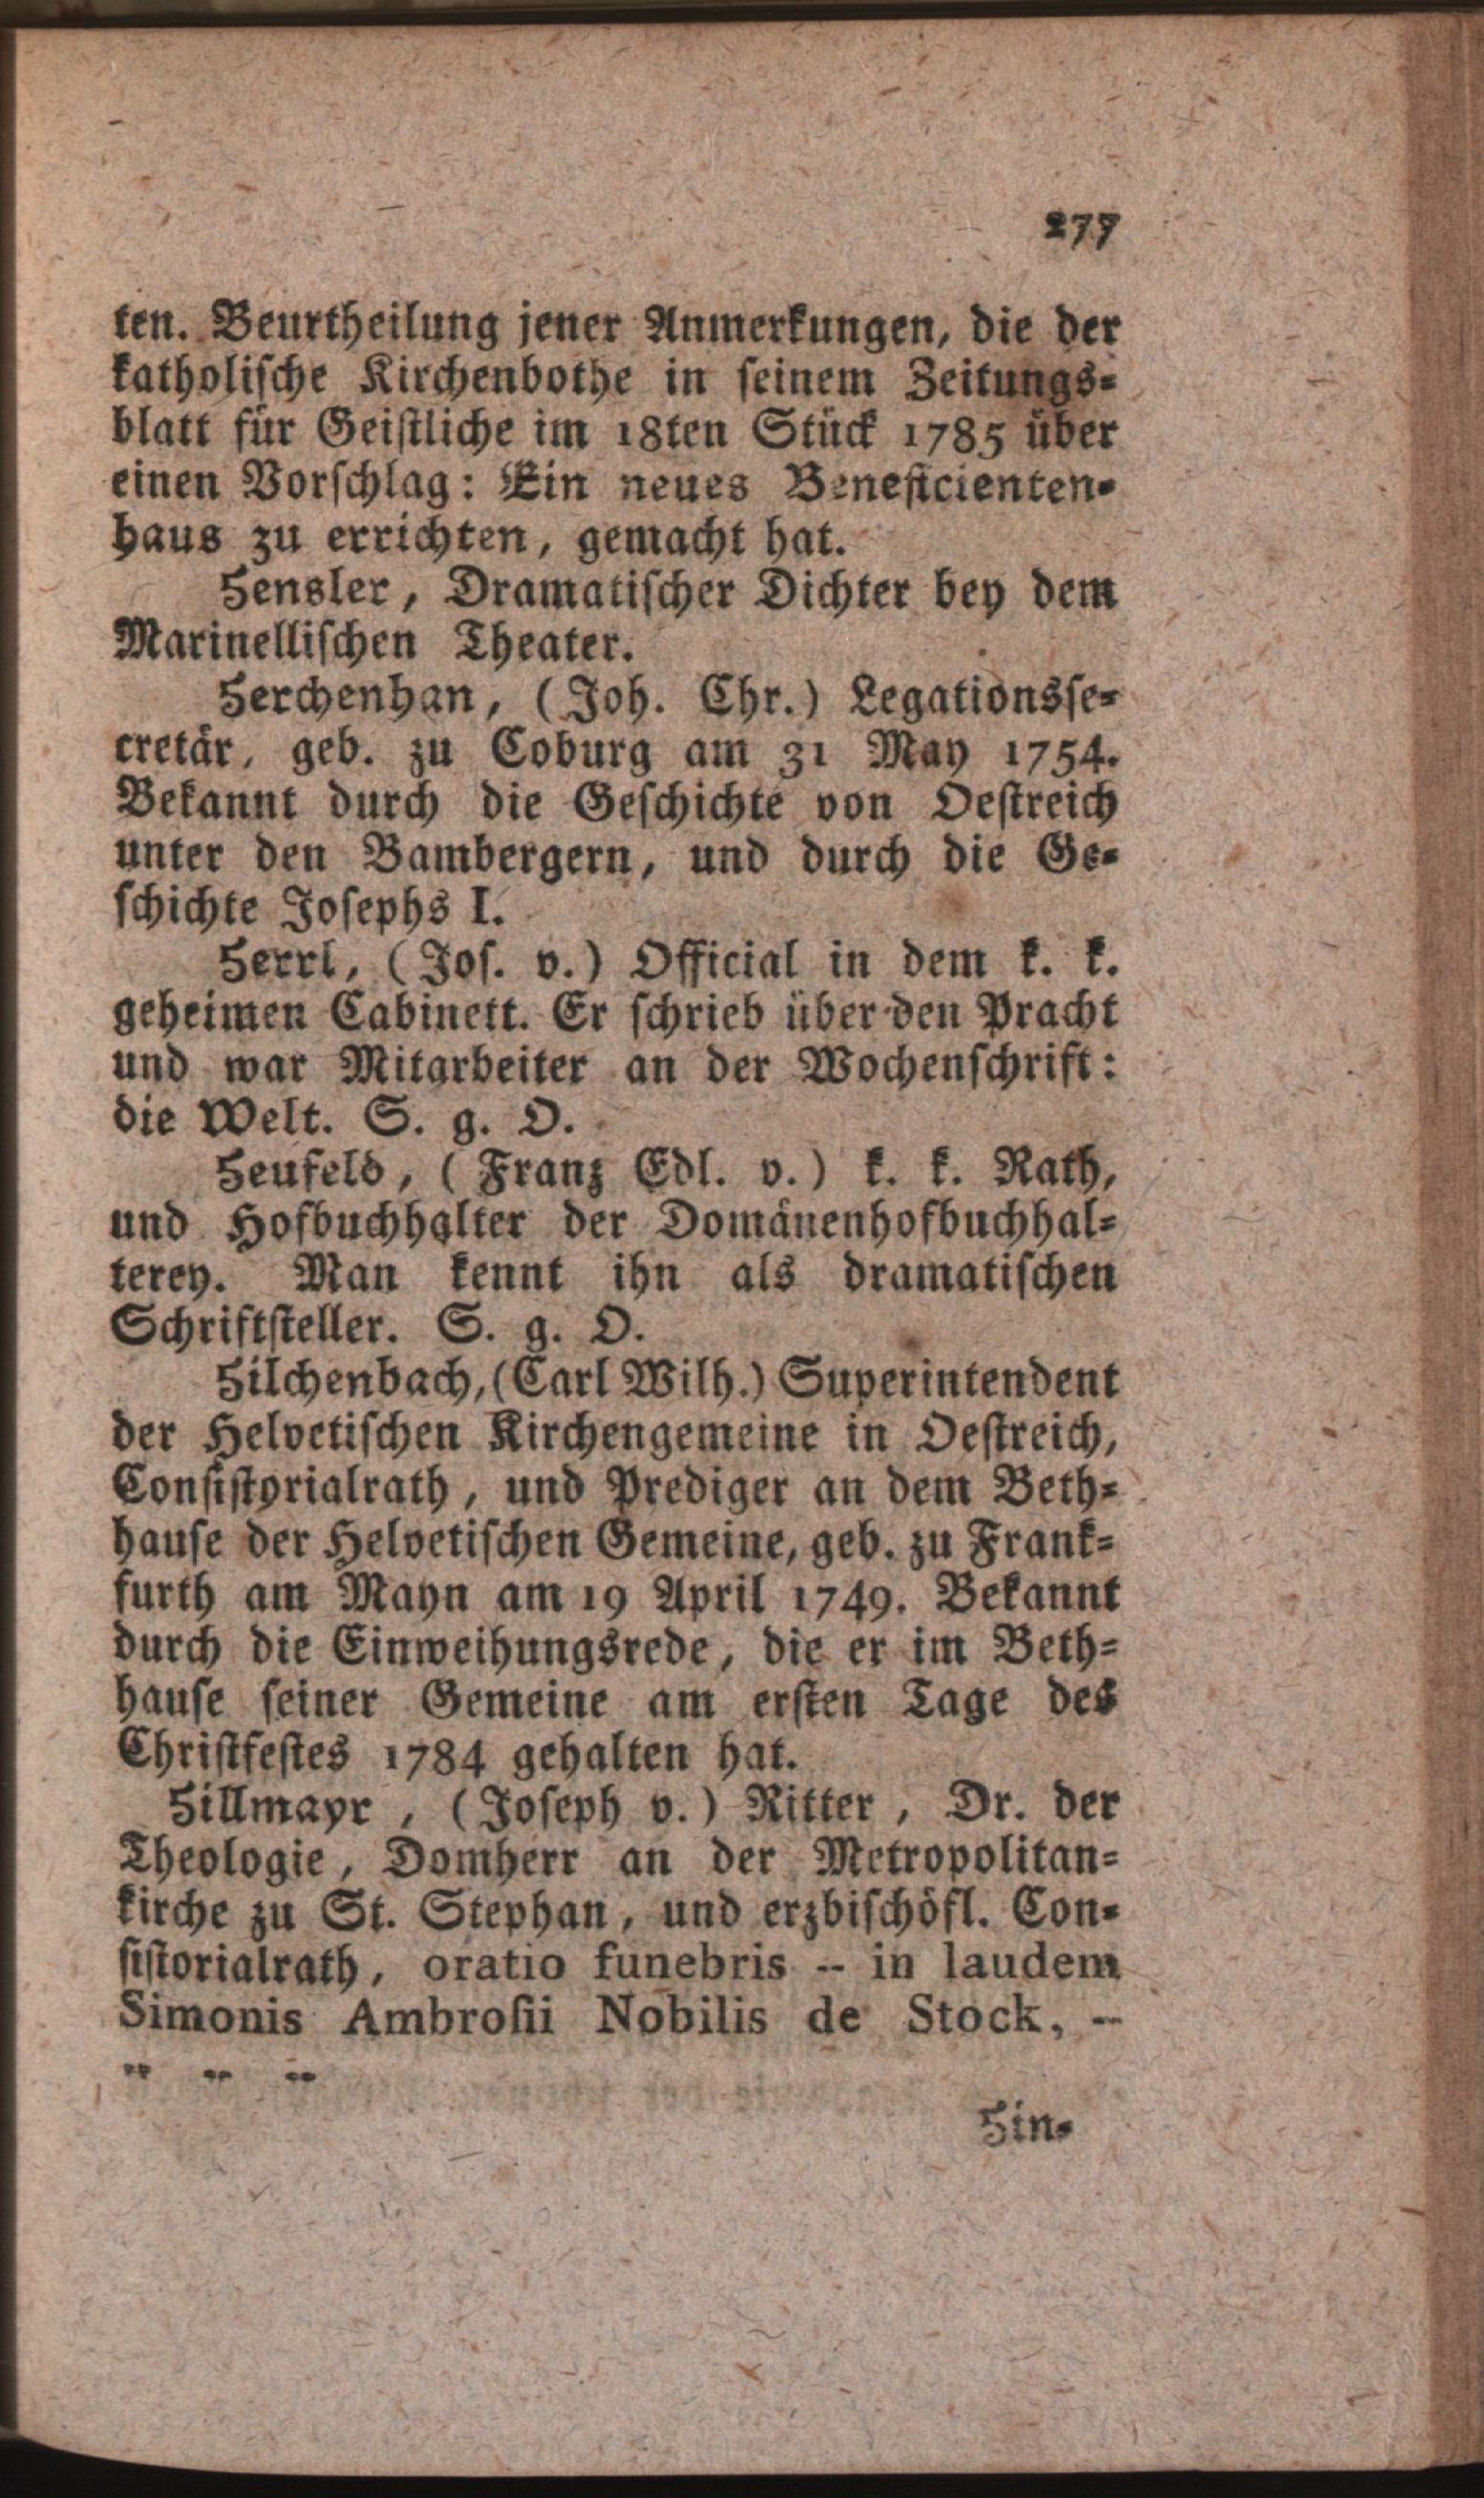 277
ten. Beurtheilung jener Anmerkungen, die der
katholische Kirchenbothe in seinem Zeitungs-
blatt für Geistliche im 18ten Stück 1785 über
einen Vorschlag: Ein neues Beneficienten-
haus zu errichten, gemacht hat.
Hensler, Dramatischer Dichter bey dem
Marinellischen Theater.
Herchenhan, (Joh. Chr.) Legationsse-
cretär, geb. zu Coburg am 31 May 1754.
Bekannt durch die Geschichte von Oestreich
unter den Bambergern, und durch die Ge-
schichte Josephs I.
Herrl, (Jos. v.) Official in dem k. k.
geheimen Cabinett. Er schrieb über den Pracht
und war Mitarbeiter an der Wochenschrift:
die Welt. S. g. O.
Heufeld, (Franz Edl. v.) k. k. Rath,
und Hofbuchhalter der Domänenhofbuchhal-
terey. Man kennt ihn als dramatischen
Schriftsteller. S. g. O.
Hilchenbach, (Carl Wilh.) Superintendent
der Helvetischen Kirchengemeine in Oestreich,
Consistorialrath, und Prediger an dem Beth-
hause der Helvetischen Gemeine, geb. zu Frank-
furth am Mayn am 19 April 1749. Bekannt
durch die Einweihungsrede, die er im Beth-
hause seiner Gemeine am ersten Tage des
Christfestes 1784 gehalten hat.
Hillmayr, (Joseph v.) Ritter, Dr. der
Theologie, Domherr an der Metropolitan-
kirche zu St. Stephan, und erzbischöfl. Con-
sistorialrath, oratio funebris -- in laudem
Simonis Ambrosii Nobilis de Stock, --
-- -- --
Hin-